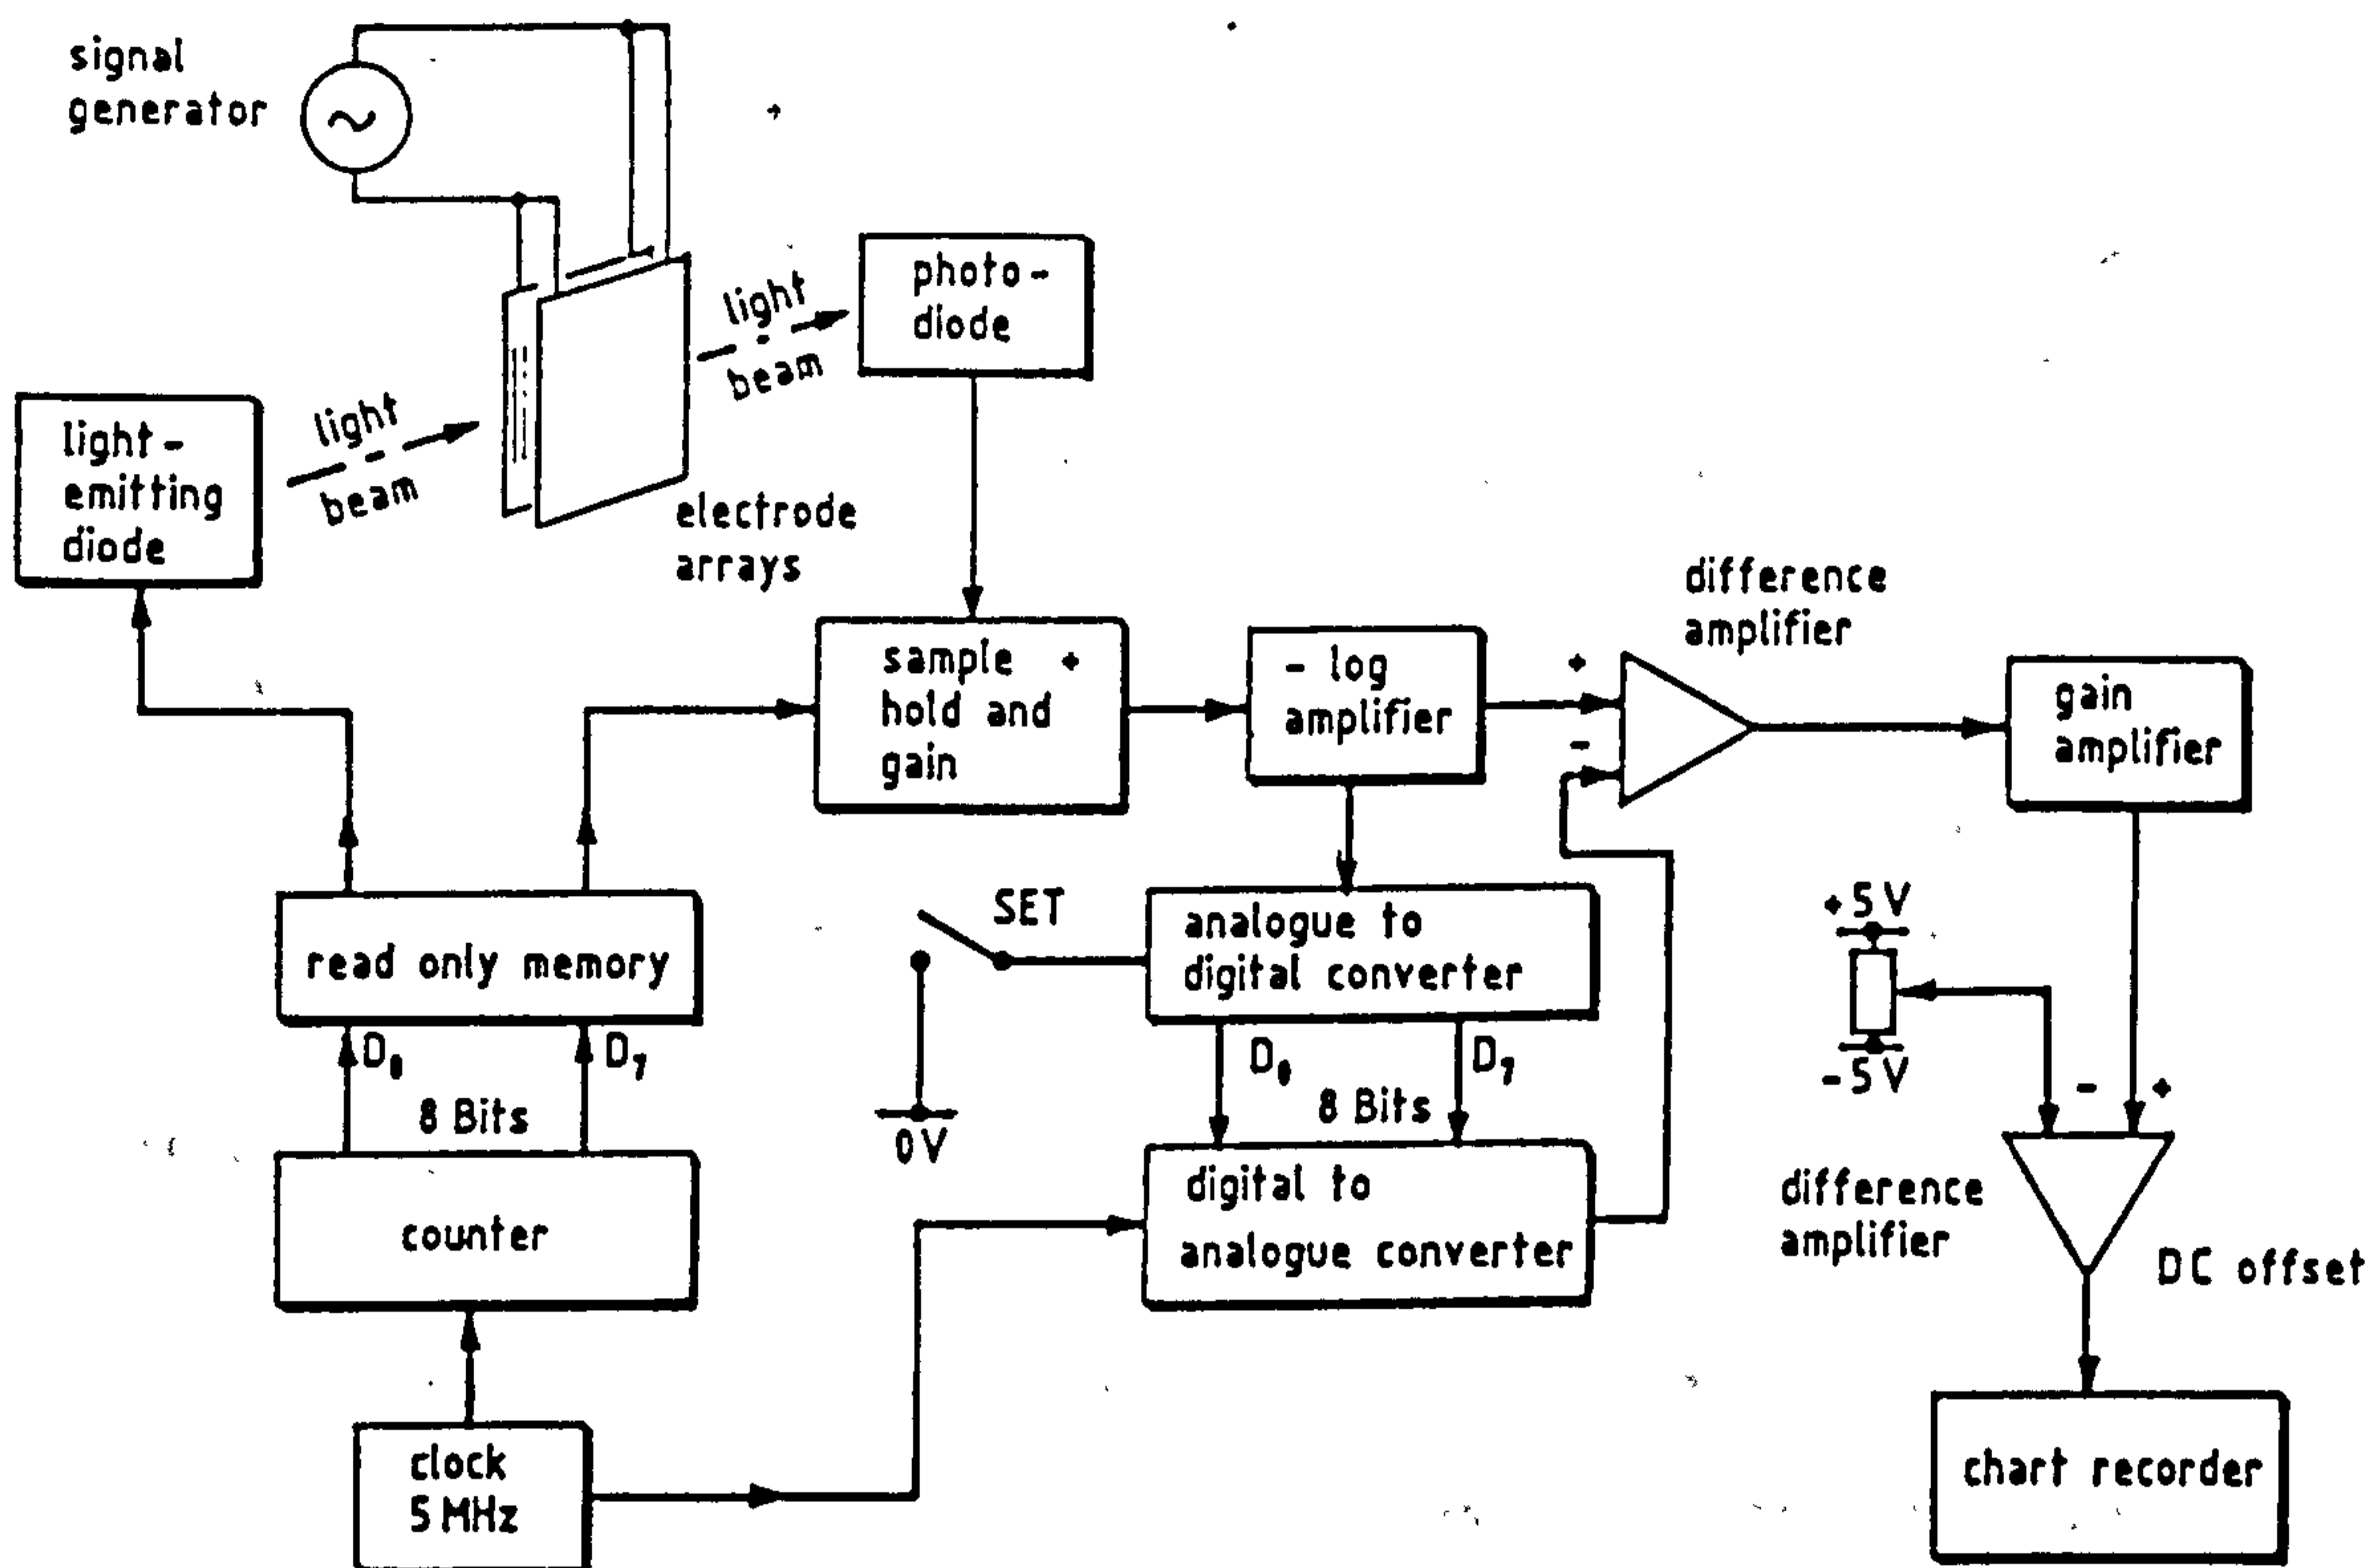 signal
generator
light
beam
light
beam
photo-
diode
light-
emitting
diode
electrode
arrays
difference
amplifier
sample +
hold and
gain
- log
amplifier
+
-
gain
amplifier
read only memory
SET
analogue to
digital converter
+5V
-5V
D0
D7
8 Bits
0V
D0
D7
8 Bits
-
+
counter
digital to
analogue converter
difference
amplifier
DC offset
clock
5MHz
chart recorder